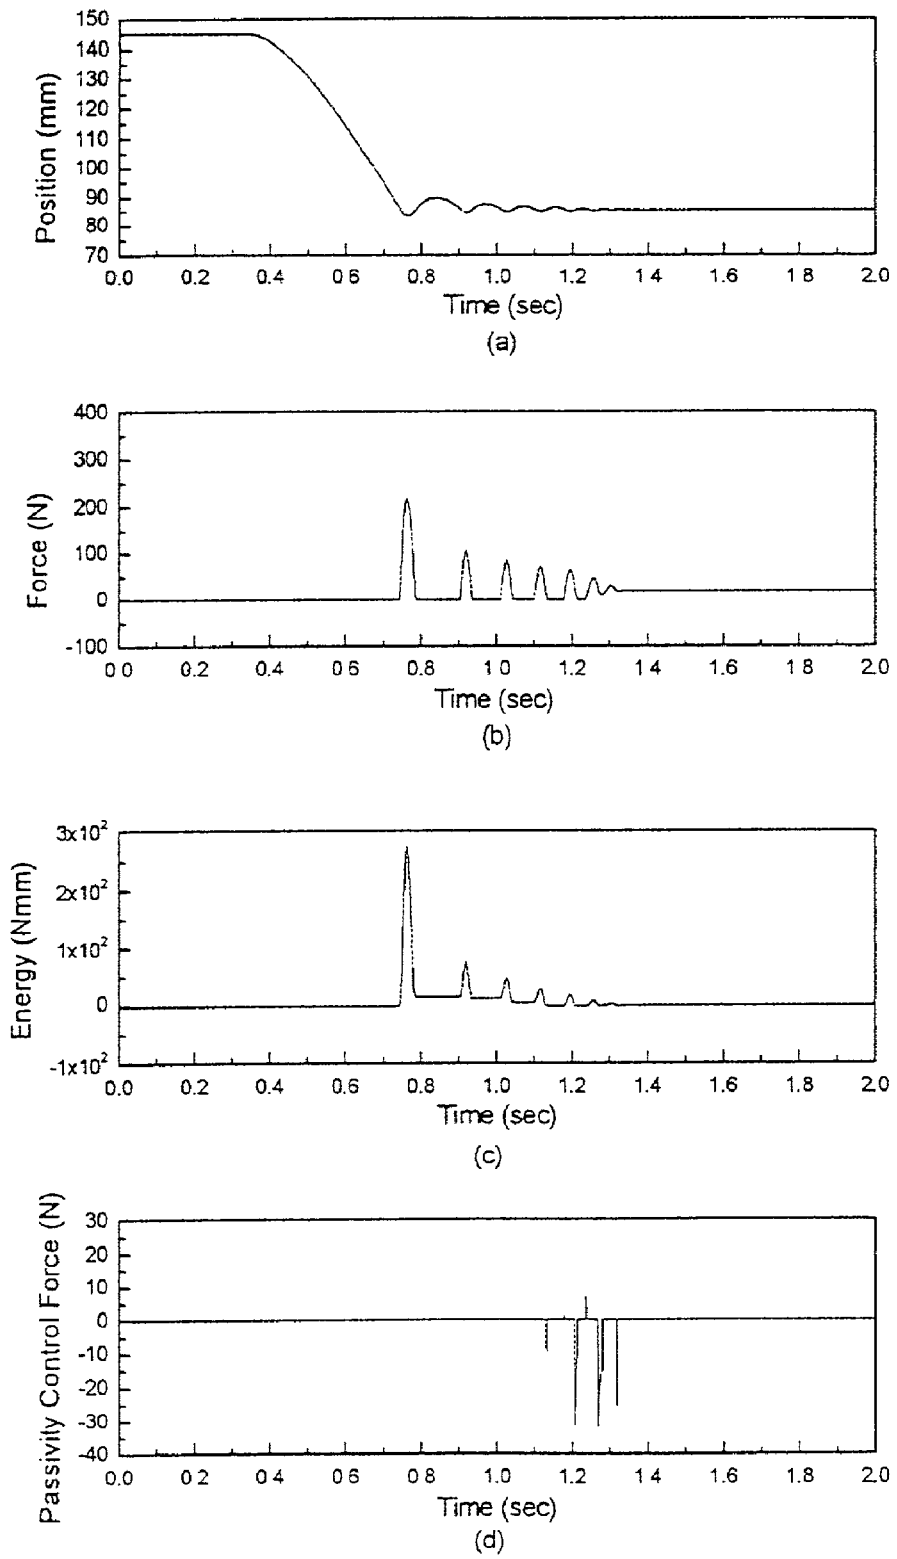 150
140
130
120
110
100
90
80
70
Position (mm)
0.0 0.2 0.4 0.6 0.8 1.0 1.2 1.4 1.6 1.8 2.0
Time (sec)
(a)
400
300
200
100
0
-100
Force (N)
0.0 0.2 0.4 0.6 0.8 1.0 1.2 1.4 1.6 1.8 2.0
Time (sec)
(b)
3x10²
2x10²
1x10²
0
-1x10²
Energy (Nmm)
0.0 0.2 0.4 0.6 0.8 1.0 1.2 1.4 1.6 1.8 2.0
Time (sec)
(c)
30
20
10
0
-10
-20
-30
-40
Passivity Control Force (N)
0.0 0.2 0.4 0.6 0.8 1.0 1.2 1.4 1.6 1.8 2.0
Time (sec)
(d)